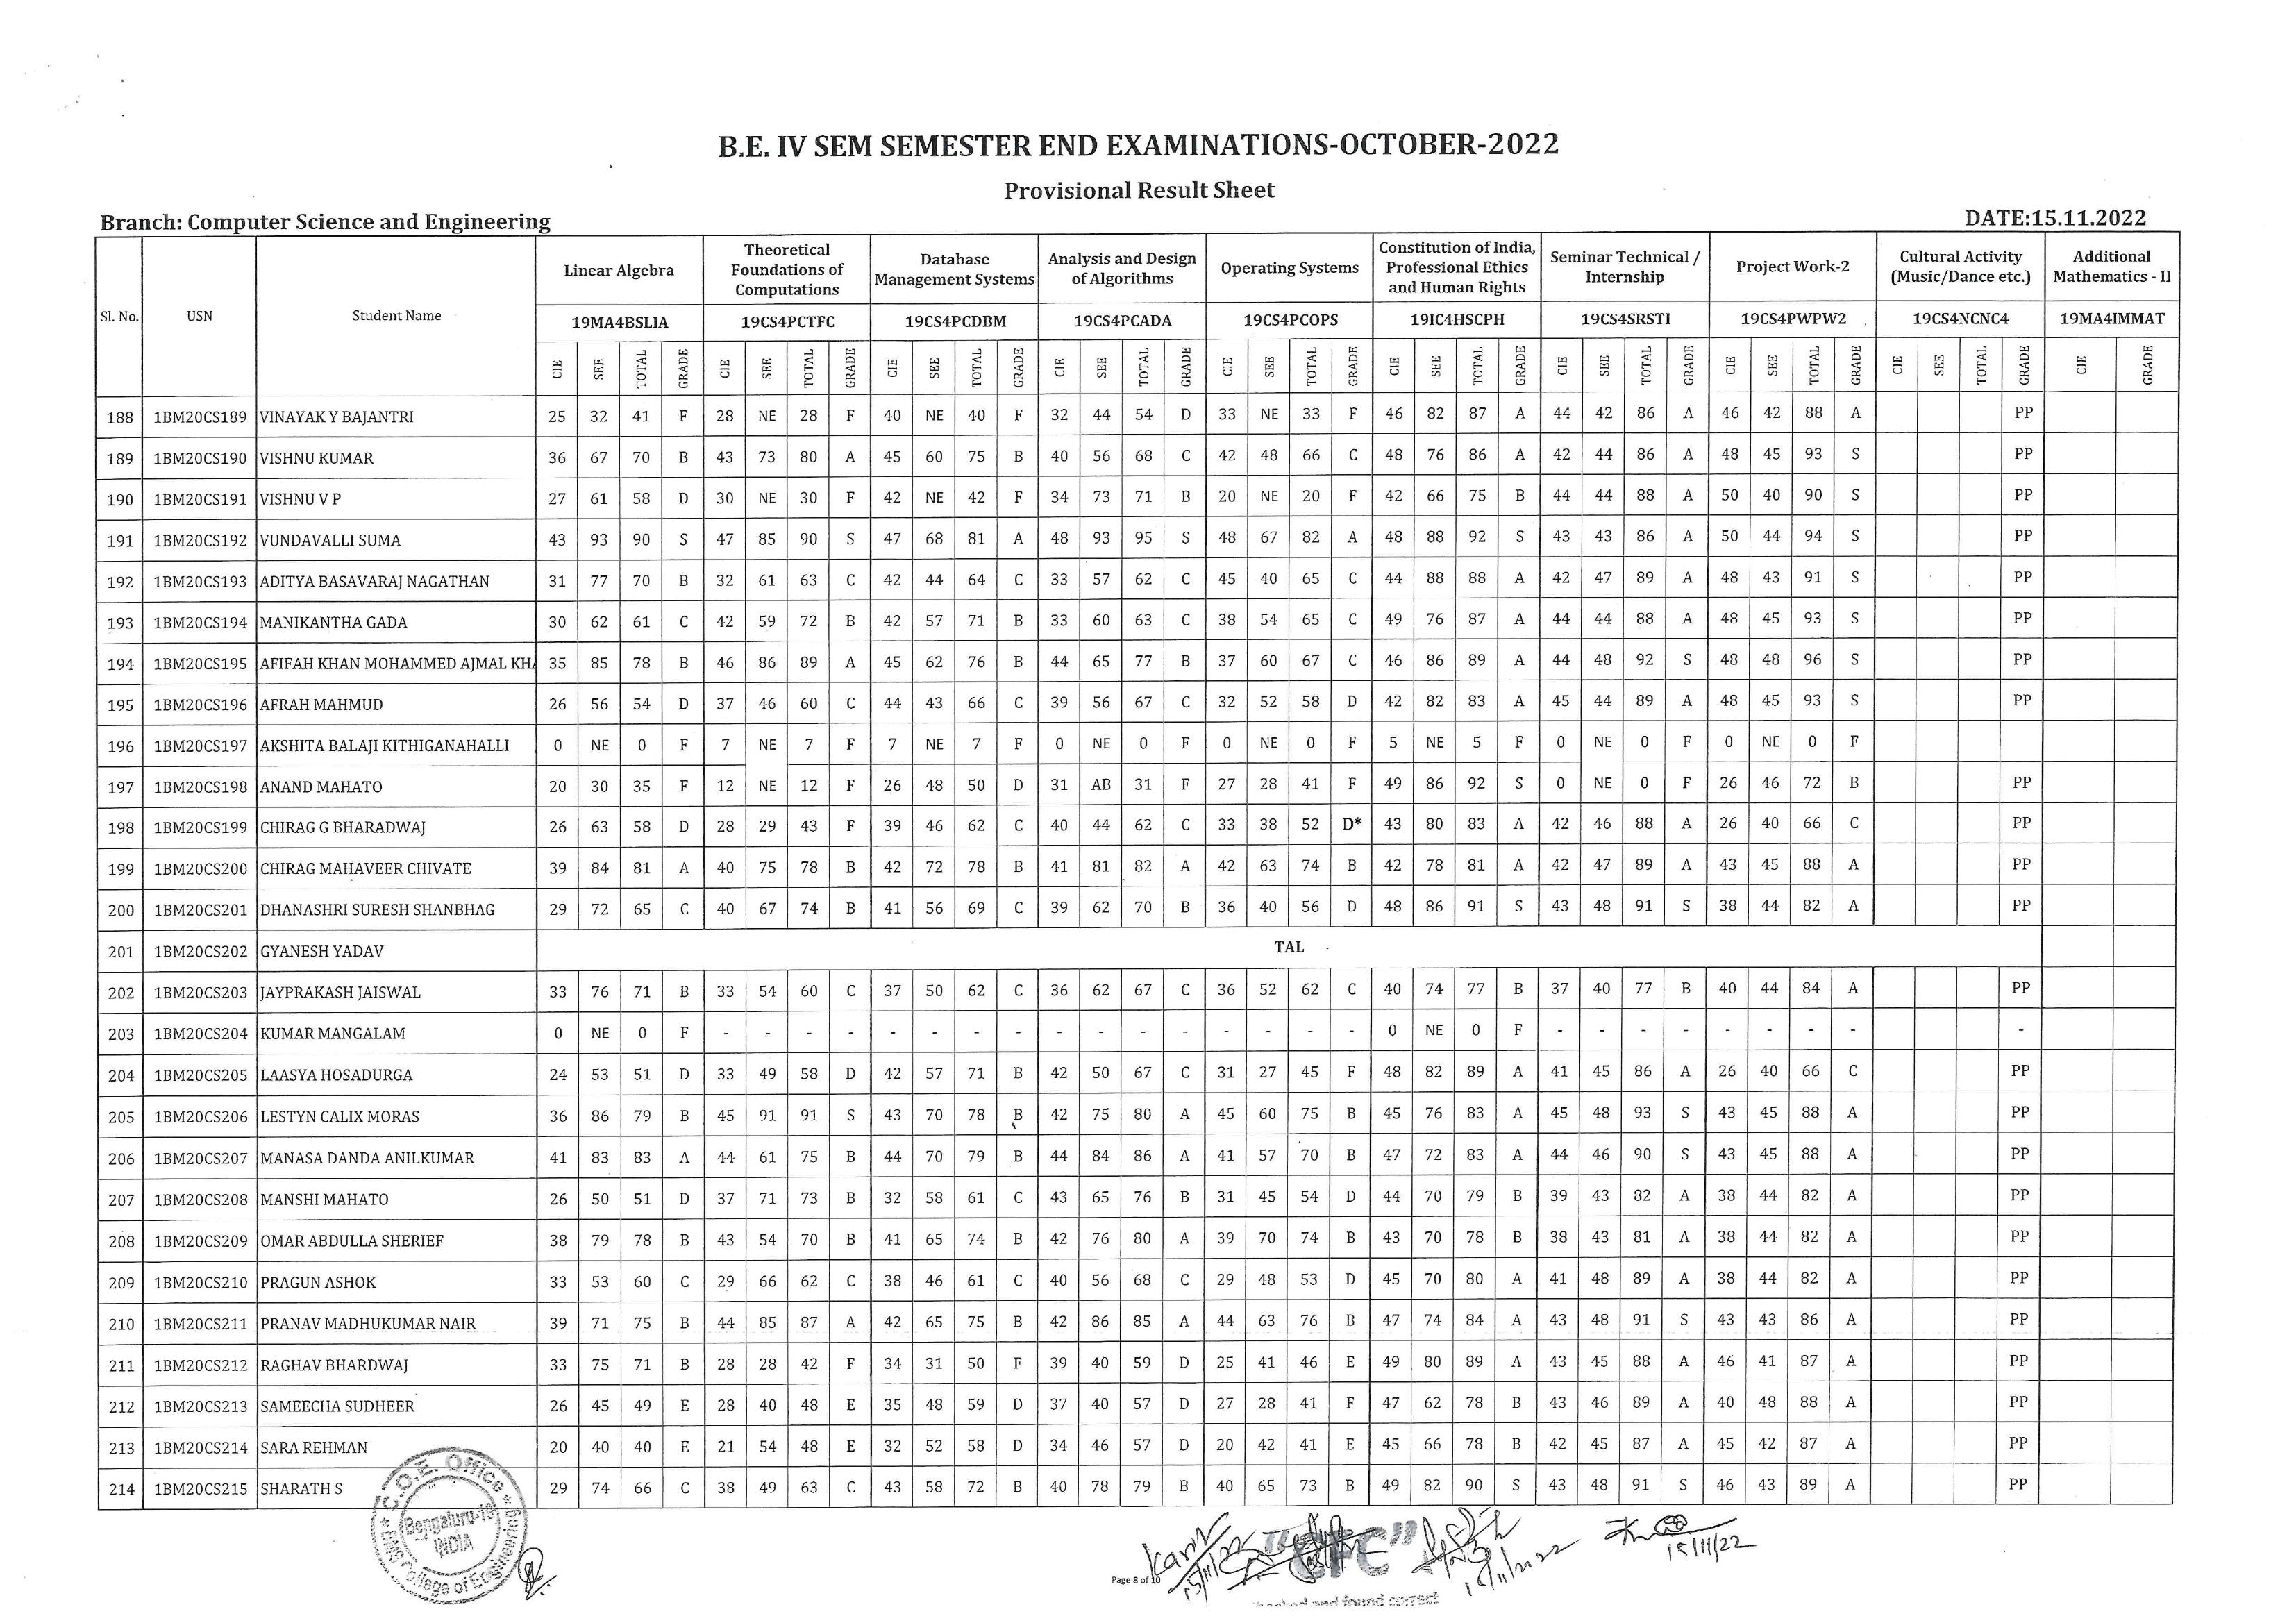 B.E. IV SEM SEMESTER END EXAMINATIONS-OCTOBER-2022
Provisional Result Sheet
Branch: Computer Science and Engineering DATE:15.11.2022
Sl. No. USN Student Name Linear Algebra Theoretical Foundations of Computations Database Management Systems Analysis and Design of Algorithms Operating Systems Constitution of India, Professional Ethics and Human Rights Seminar Technical / Internship Project Work-2 Cultural Activity (Music/Dance etc.) Additional Mathematics - II
19MA4BSLIA 19CS4PCTFC 19CS4PCDBM 19CS4PCADA 19CS4PCOPS 19IC4HSCPH 19CS4SRSTI 19CS4PWPW2 19CS4NCNC4 19MA4IMMAT
CIE SEE TOTAL GRADE CIE SEE TOTAL GRADE CIE SEE TOTAL GRADE CIE SEE TOTAL GRADE CIE SEE TOTAL GRADE CIE SEE TOTAL GRADE CIE SEE TOTAL GRADE CIE SEE TOTAL GRADE CIE SEE TOTAL GRADE CIE GRADE
188 1BM20CS189 VINAYAK Y BAJANTRI 25 32 41 F 28 NE 28 F 40 NE 40 F 32 44 54 D 33 NE 33 F 46 82 87 A 44 42 86 A 46 42 88 A PP
189 1BM20CS190 VISHNU KUMAR 36 67 70 B 43 73 80 A 45 60 75 B 40 56 68 C 42 48 66 C 48 76 86 A 42 44 86 A 48 45 93 S PP
190 1BM20CS191 VISHNU V P 27 61 58 D 30 NE 30 F 42 NE 42 F 34 73 71 B 20 NE 20 F 42 66 75 B 44 44 88 A 50 40 90 S PP
191 1BM20CS192 VUNDAVALLI SUMA 43 93 90 S 47 85 90 S 47 68 81 A 48 93 95 S 48 67 82 A 48 88 92 S 43 43 86 A 50 44 94 S PP
192 1BM20CS193 ADITYA BASAVARAJ NAGATHAN 31 77 70 B 32 61 63 C 42 44 64 C 33 57 62 C 45 40 65 C 44 88 88 A 42 47 89 A 48 43 91 S PP
193 1BM20CS194 MANIKANTHA GADA 30 62 61 C 42 59 72 B 42 57 71 B 33 60 63 C 38 54 65 C 49 76 87 A 44 44 88 A 48 45 93 S PP
194 1BM20CS195 AFIFAH KHAN MOHAMMED AJMAL KHA 35 85 78 B 46 86 89 A 45 62 76 B 44 65 77 B 37 60 67 C 46 86 89 A 44 48 92 S 48 48 96 S PP
195 1BM20CS196 AFRAH MAHMUD 26 56 54 D 37 46 60 C 44 43 66 C 39 56 67 C 32 52 58 D 42 82 83 A 45 44 89 A 48 45 93 S PP
196 1BM20CS197 AKSHITA BALAJI KITHIGANAHALLI 0 NE 0 F 7 NE 7 F 7 NE 7 F 0 NE 0 F 0 NE 0 F 5 NE 5 F 0 NE 0 F 0 NE 0 F
197 1BM20CS198 ANAND MAHATO 20 30 35 F 12 NE 12 F 26 48 50 D 31 AB 31 F 27 28 41 F 49 86 92 S 0 NE 0 F 26 46 72 B PP
198 1BM20CS199 CHIRAG G BHARADWAJ 26 63 58 D 28 29 43 F 39 46 62 C 40 44 62 C 33 38 52 D* 43 80 83 A 42 46 88 A 26 40 66 C PP
199 1BM20CS200 CHIRAG MAHAVEER CHIVATE 39 84 81 A 40 75 78 B 42 72 78 B 41 81 82 A 42 63 74 B 42 78 81 A 42 47 89 A 43 45 88 A PP
200 1BM20CS201 DHANASHRI SURESH SHANBHAG 29 72 65 C 40 67 74 B 41 56 69 C 39 62 70 B 36 40 56 D 48 86 91 S 43 48 91 S 38 44 82 A PP
201 1BM20CS202 GYANESH YADAV TAL
202 1BM20CS203 JAYPRAKASH JAISWAL 33 76 71 B 33 54 60 C 37 50 62 C 36 62 67 C 36 52 62 C 40 74 77 B 37 40 77 B 40 44 84 A PP
203 1BM20CS204 KUMAR MANGALAM 0 NE 0 F - - - - - - - - - - - - - - - - 0 NE 0 F - - - - - - - - -
204 1BM20CS205 LAASYA HOSADURGA 24 53 51 D 33 49 58 D 42 57 71 B 42 50 67 C 31 27 45 F 48 82 89 A 41 45 86 A 26 40 66 C PP
205 1BM20CS206 LESTYN CALIX MORAS 36 86 79 B 45 91 91 S 43 70 78 B 42 75 80 A 45 60 75 B 45 76 83 A 45 48 93 S 43 45 88 A PP
206 1BM20CS207 MANASA DANDA ANILKUMAR 41 83 83 A 44 61 75 B 44 70 79 B 44 84 86 A 41 57 70 B 47 72 83 A 44 46 90 S 43 45 88 A PP
207 1BM20CS208 MANSHI MAHATO 26 50 51 D 37 71 73 B 32 58 61 C 43 65 76 B 31 45 54 D 44 70 79 B 39 43 82 A 38 44 82 A PP
208 1BM20CS209 OMAR ABDULLA SHERIEF 38 79 78 B 43 54 70 B 41 65 74 B 42 76 80 A 39 70 74 B 43 70 78 B 38 43 81 A 38 44 82 A PP
209 1BM20CS210 PRAGUN ASHOK 33 53 60 C 29 66 62 C 38 46 61 C 40 56 68 C 29 48 53 D 45 70 80 A 41 48 89 A 38 44 82 A PP
210 1BM20CS211 PRANAV MADHUKUMAR NAIR 39 71 75 B 44 85 87 A 42 65 75 B 42 86 85 A 44 63 76 B 47 74 84 A 43 48 91 S 43 43 86 A PP
211 1BM20CS212 RAGHAV BHARDWAJ 33 75 71 B 28 28 42 F 34 31 50 F 39 40 59 D 25 41 46 E 49 80 89 A 43 45 88 A 46 41 87 A PP
212 1BM20CS213 SAMEECHA SUDHEER 26 45 49 E 28 40 48 E 35 48 59 D 37 40 57 D 27 28 41 F 47 62 78 B 43 46 89 A 40 48 88 A PP
213 1BM20CS214 SARA REHMAN 20 40 40 E 21 54 48 E 32 52 58 D 34 46 57 D 20 42 41 E 45 66 78 B 42 45 87 A 45 42 87 A PP
214 1BM20CS215 SHARATH S 29 74 66 C 38 49 63 C 43 58 72 B 40 78 79 B 40 65 73 B 49 82 90 S 43 48 91 S 46 43 89 A PP
C.O.E. Office
Bengaluru-19
INDIA
College of Engineering
15/11/22
15/11/2022
15/11/22
Page 8 of 10
and found correct